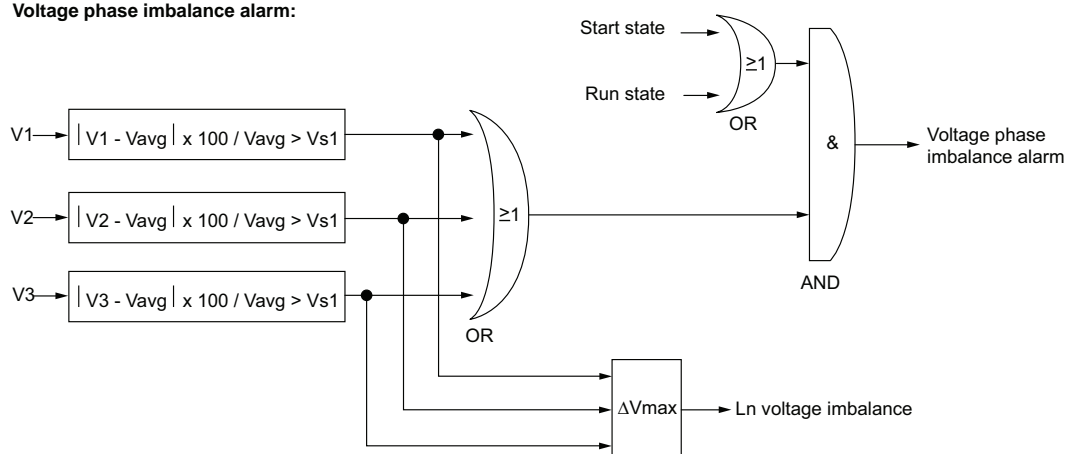 Voltage phase imbalance alarm:
Start state
≥1
Run state
OR
V1
| V1 - Vavg | x 100 / Vavg > Vs1
&
Voltage phase
imbalance alarm
V2
| V2 - Vavg | x 100 / Vavg > Vs1
≥1
V3
| V3 - Vavg | x 100 / Vavg > Vs1
AND
OR
ΔVmax
Ln voltage imbalance